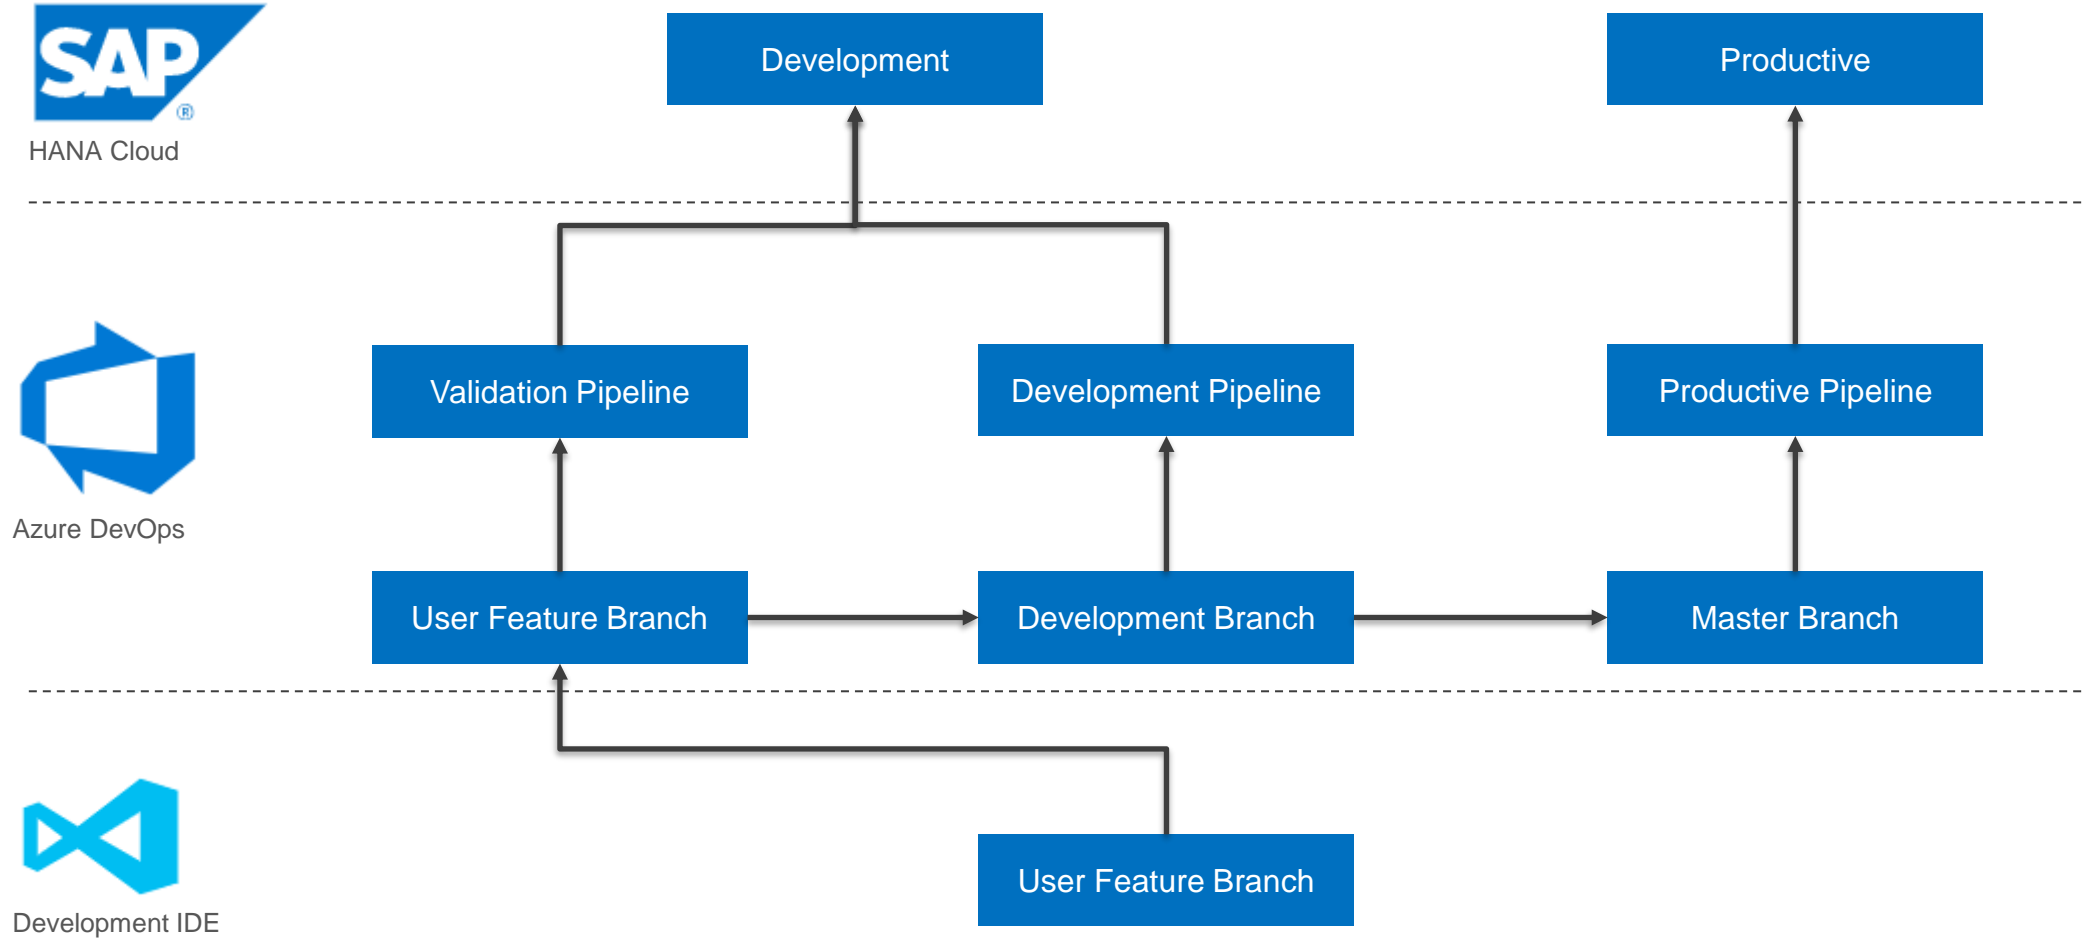 SAP
®
HANA Cloud
Development
Productive
Azure DevOps
Validation Pipeline
Development Pipeline
Productive Pipeline
User Feature Branch
Development Branch
Master Branch
Development IDE
User Feature Branch